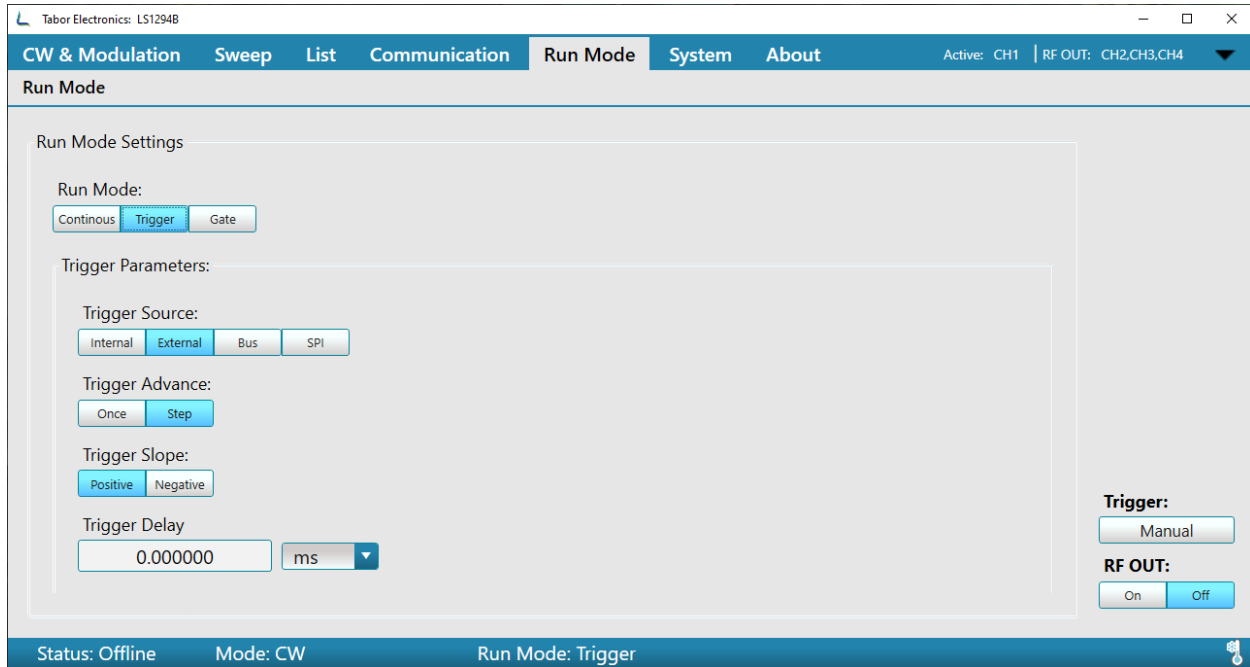 Tabor Electronics: LS1294B
CW & Modulation Sweep List Communication Run Mode System About Active: CH1 RF OUT: CH2,CH3,CH4
Run Mode
Run Mode Settings
Run Mode:
Continous Trigger Gate
Trigger Parameters:
Trigger Source:
Internal External Bus SPI
Trigger Advance:
Once Step
Trigger Slope:
Positive Negative
Trigger Delay
0.000000 ms
Trigger:
Manual
RF OUT:
On Off
Status: Offline Mode: CW Run Mode: Trigger